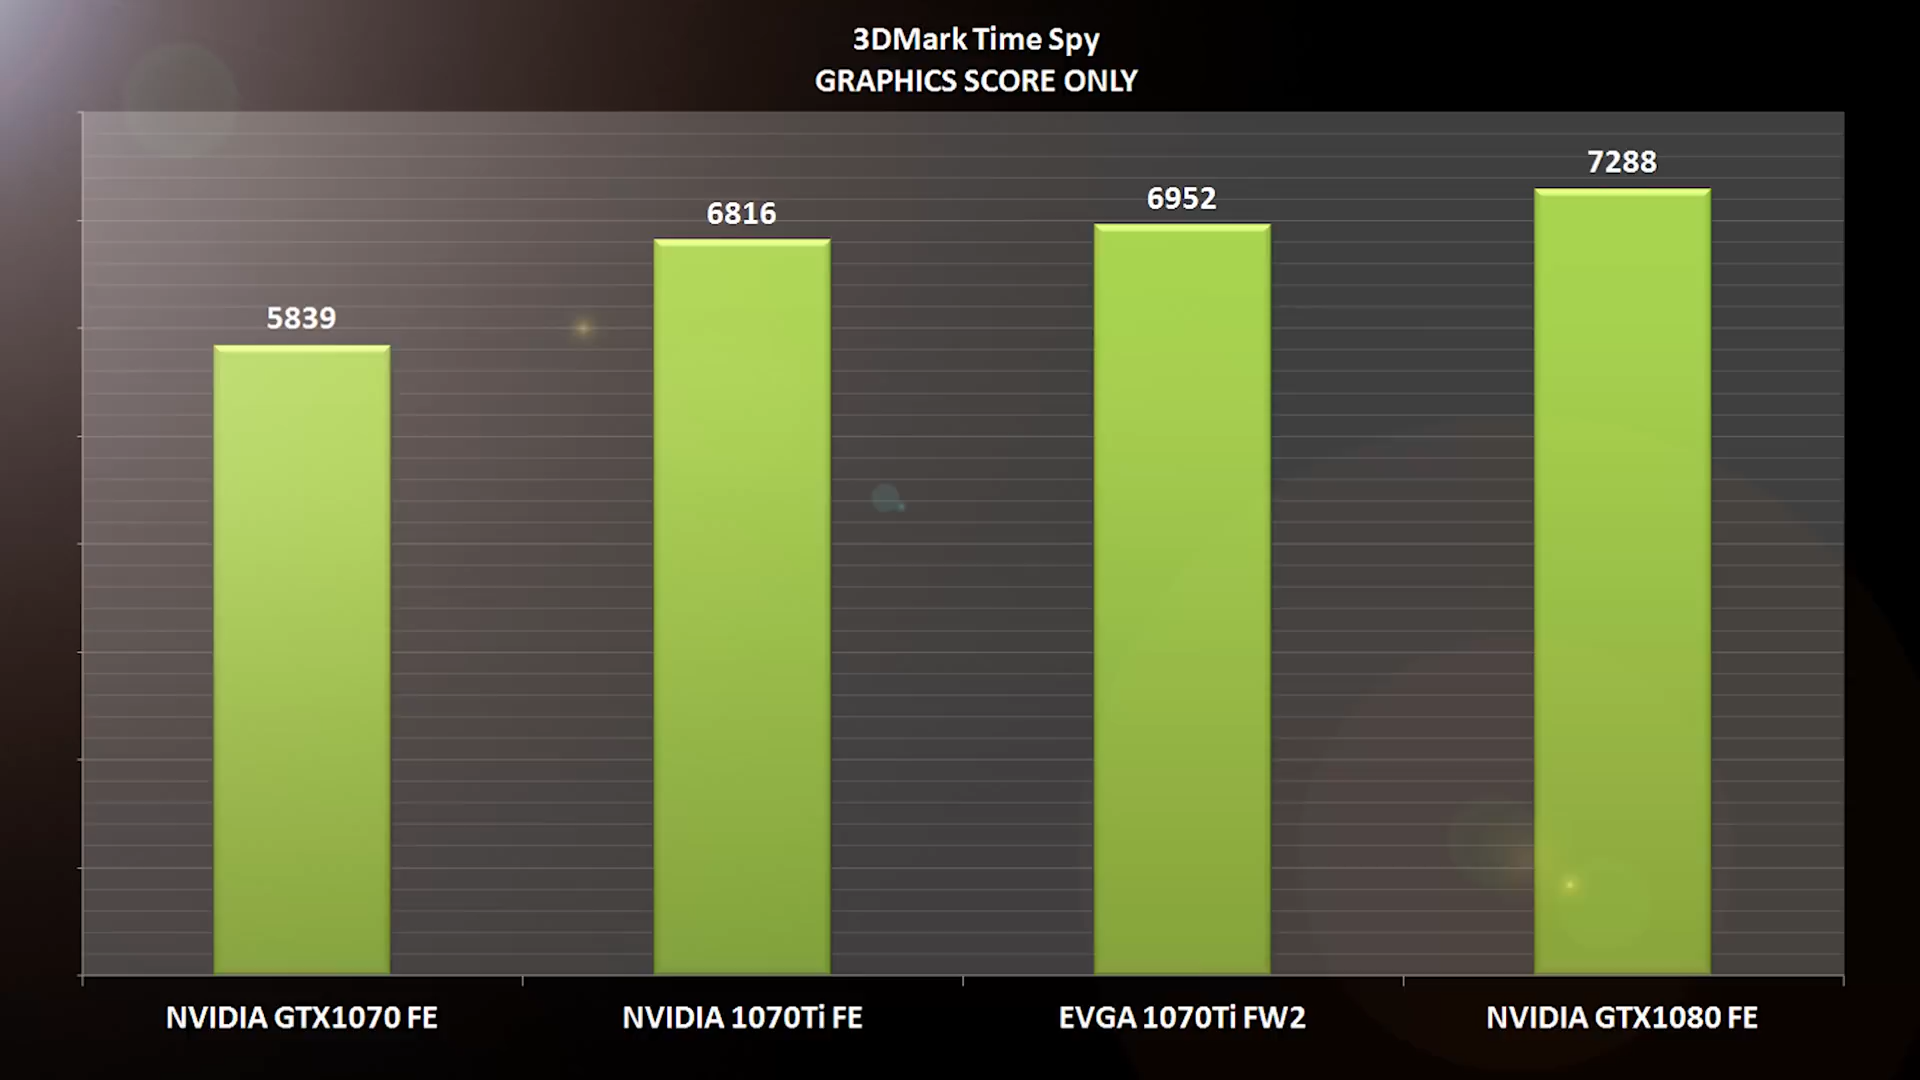 3DMark Time Spy
GRAPHICS SCORE ONLY
5839
6816
6952
7288
NVIDIA GTX1070 FE
NVIDIA 1070Ti FE
EVGA 1070Ti FW2
NVIDIA GTX1080 FE